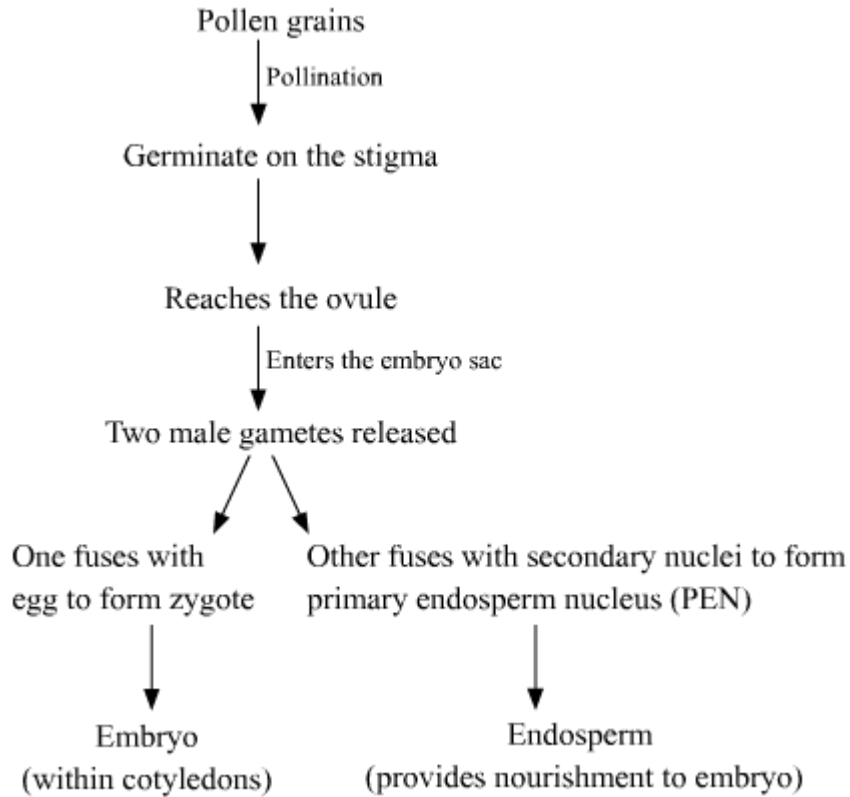 Pollen grains
Pollination
Germinate on the stigma
Reaches the ovule
Enters the embryo sac
Two male gametes released
One fuses with
egg to form zygote
Other fuses with secondary nuclei to form
primary endosperm nucleus (PEN)
Embryo
(within cotyledons)
Endosperm
(provides nourishment to embryo)